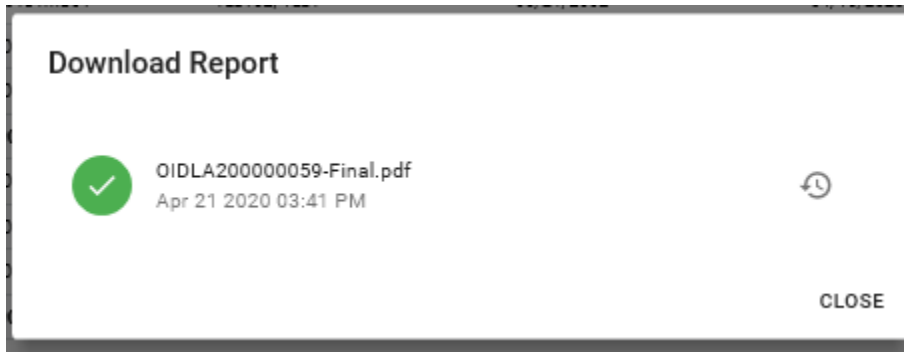 Download Report
OIDLA200000059-Final.pdf
Apr 21 2020 03:41 PM
CLOSE